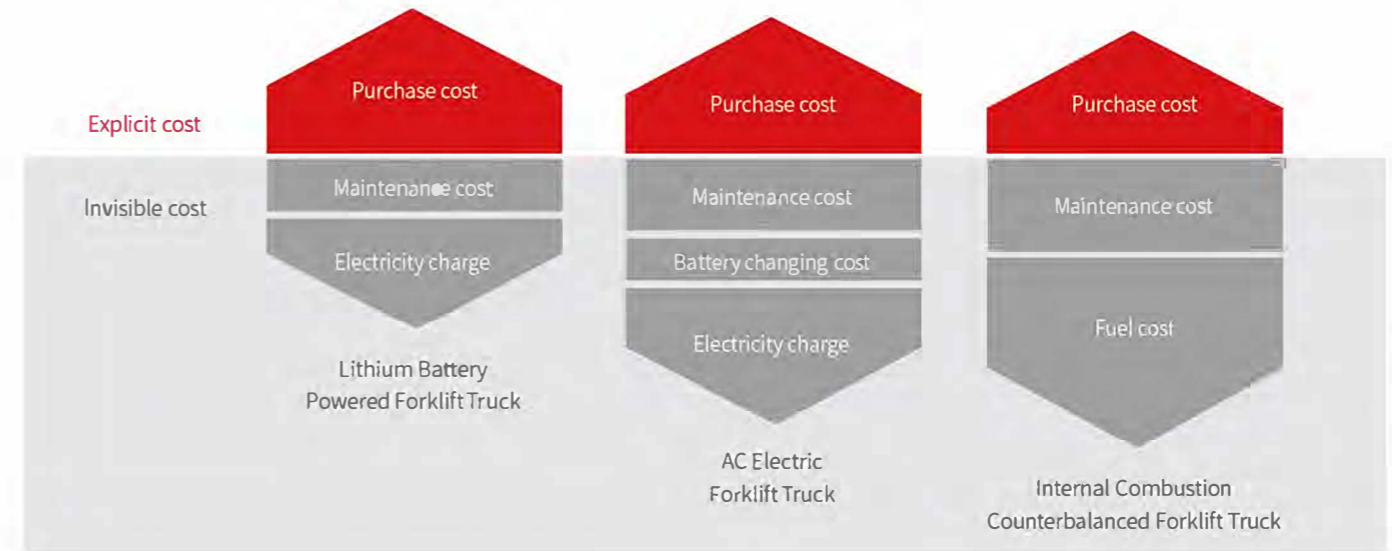 Purchase cost
Purchase cost
Purchase cost
Explicit cost
Maintenance cost
Maintenance cost
Maintenance cost
Invisible cost
Electricity charge
Battery changing cost
Fuel cost
Electricity charge
Lithium Battery
Powered Forklift Truck
AC Electric
Forklift Truck
Internal Combustion
Counterbalanced Forklift Truck